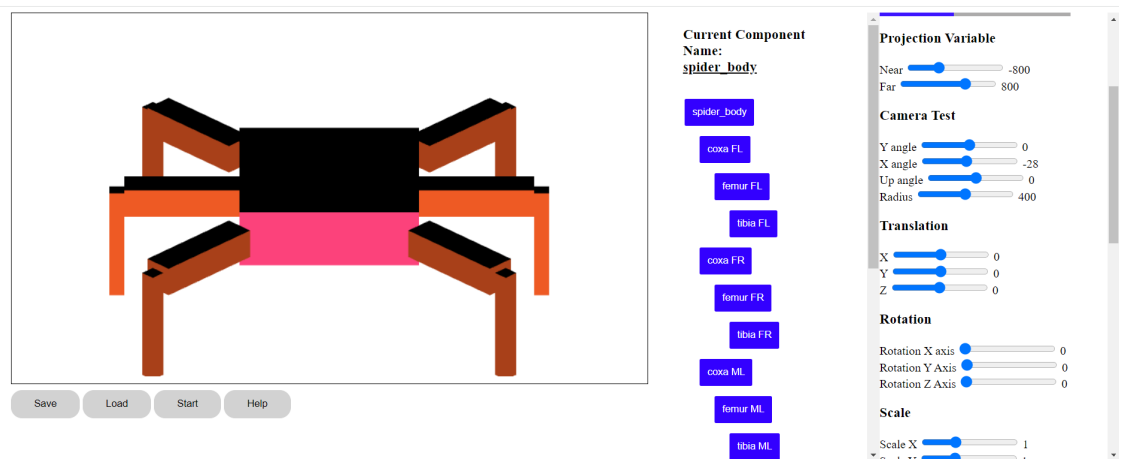 Current Component
Name:
spider_body
spider_body
coxa FL
femur FL
tibia FL
coxa FR
femur FR
tibia FR
coxa ML
femur ML
tibia ML
Save Load Start Help
Projection Variable
Near -800
Far 800
Camera Test
Y angle 0
X angle -28
Up angle 0
Radius 400
Translation
X 0
Y 0
Z 0
Rotation
Rotation X axis 0
Rotation Y Axis 0
Rotation Z Axis 0
Scale
Scale X 1